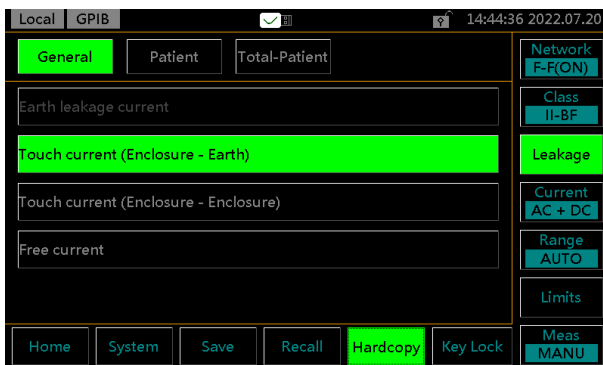 Local GPIB 14:44:36 2022.07.20
General Patient Total-Patient
Earth leakage current
Touch current (Enclosure - Earth)
Touch current (Enclosure - Enclosure)
Free current
Network
F-F(ON)
Class
II-BF
Leakage
Current
AC + DC
Range
AUTO
Limits
Meas
MANU
Home System Save Recall Hardcopy Key Lock